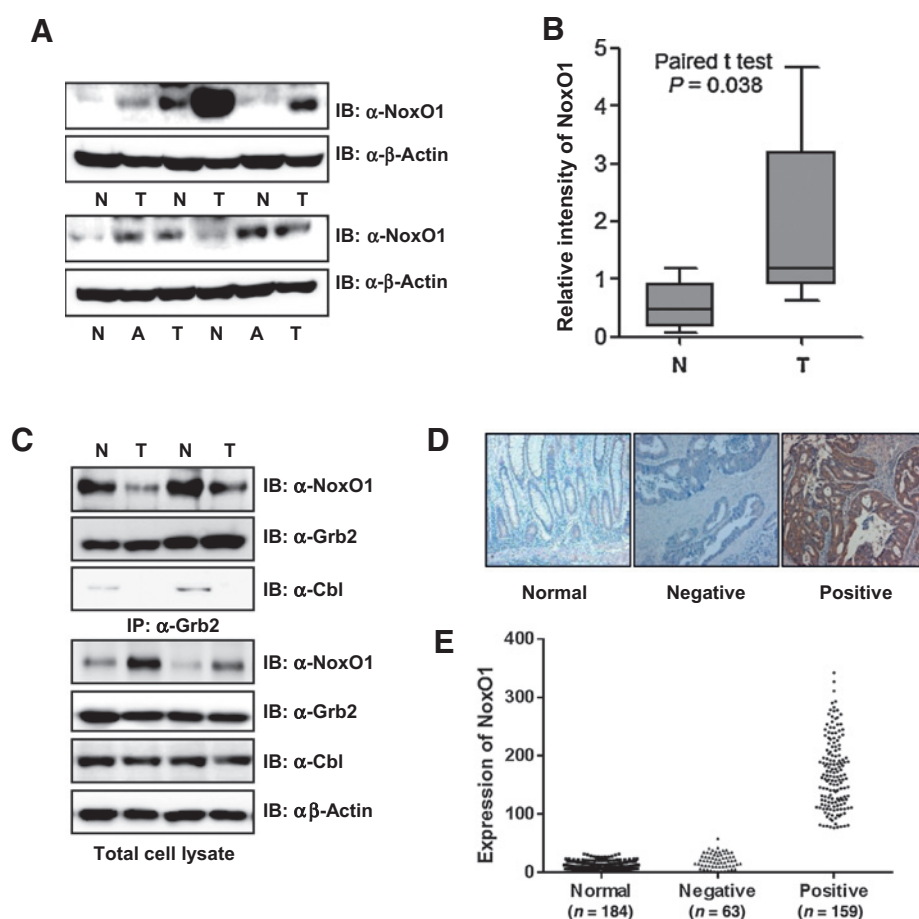 A
IB: α-NoxO1
IB: α-β-Actin
N T N T N T
IB: α-NoxO1
IB: α-β-Actin
N A T N A T
B
Relative intensity of NoxO1
5
4
3
2
1
0
Paired t test
P = 0.038
N T
C
N T N T
IB: α-NoxO1
IB: α-Grb2
IB: α-Cbl
IP: α-Grb2
IB: α-NoxO1
IB: α-Grb2
IB: α-Cbl
IB: αβ-Actin
Total cell lysate
D
Normal Negative Positive
E
Expression of NoxO1
400
300
200
100
0
Normal Negative Positive
(n = 184) (n = 63) (n = 159)